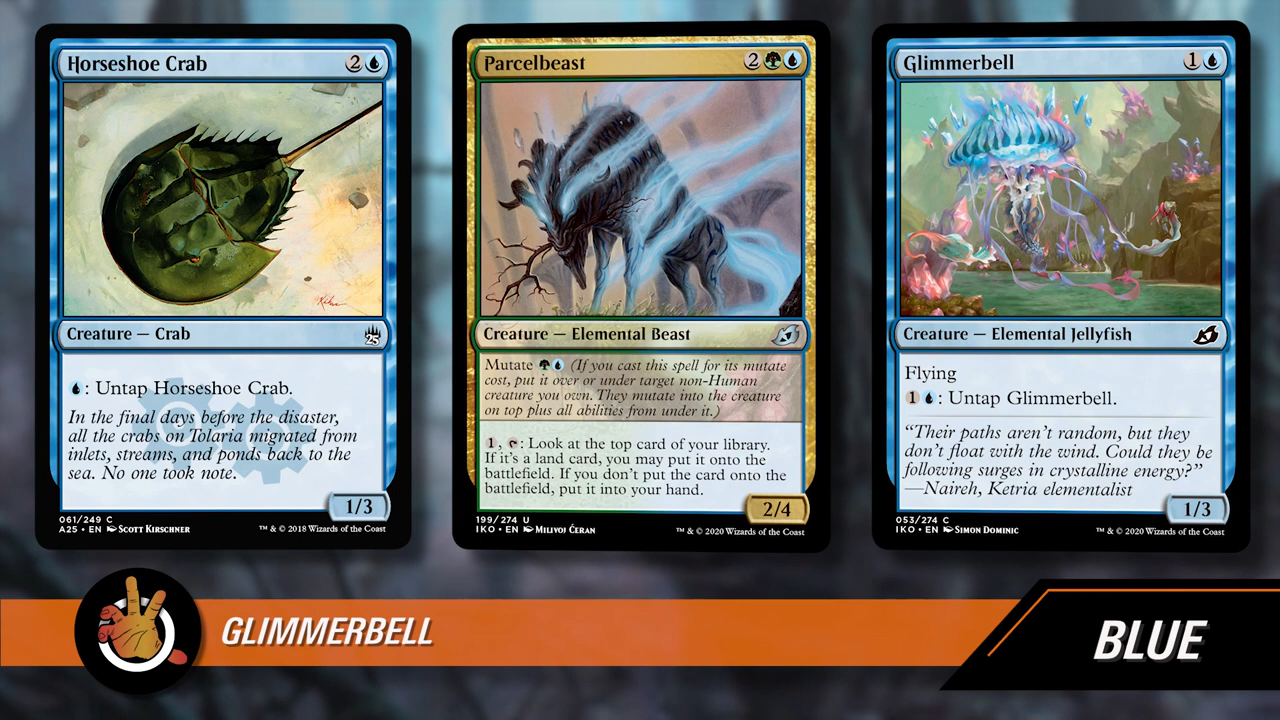 Horseshoe Crab 2
Creature — Crab
25
: Untap Horseshoe Crab.
In the final days before the disaster,
all the crabs on Tolaria migrated from
inlets, streams, and ponds back to the
sea. No one took note.
1/3
061/249 C
A25 • EN Scott Kirschner
™ & © 2018 Wizards of the Coast
Parcelbeast 2
Creature — Elemental Beast
Mutate (If you cast this spell for its mutate
cost, put it over or under target non-Human
creature you own. They mutate into the creature
on top plus all abilities from under it.)
1, : Look at the top card of your library.
If it's a land card, you may put it onto the
battlefield. If you don't put the card onto the
battlefield, put it into your hand.
2/4
199/274 U
IKO • EN Milivoj Ćeran
™ & © 2020 Wizards of the Coast
Glimmerbell 1
Creature — Elemental Jellyfish
Flying
1 : Untap Glimmerbell.
“Their paths aren't random, but they
don't float with the wind. Could they be
following surges in crystalline energy?”
—Naireh, Ketria elementalist
1/3
053/274 C
IKO • EN Simon Dominic
™ & © 2020 Wizards of the Coast
GLIMMERBELL
BLUE